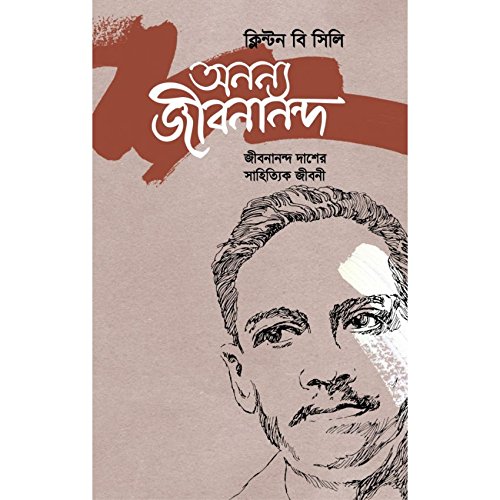 ক্লিন্টন বি সিলি
অনন্য
জীবনানন্দ
জীবনানন্দ দাশের
সাহিত্যিক জীবনী